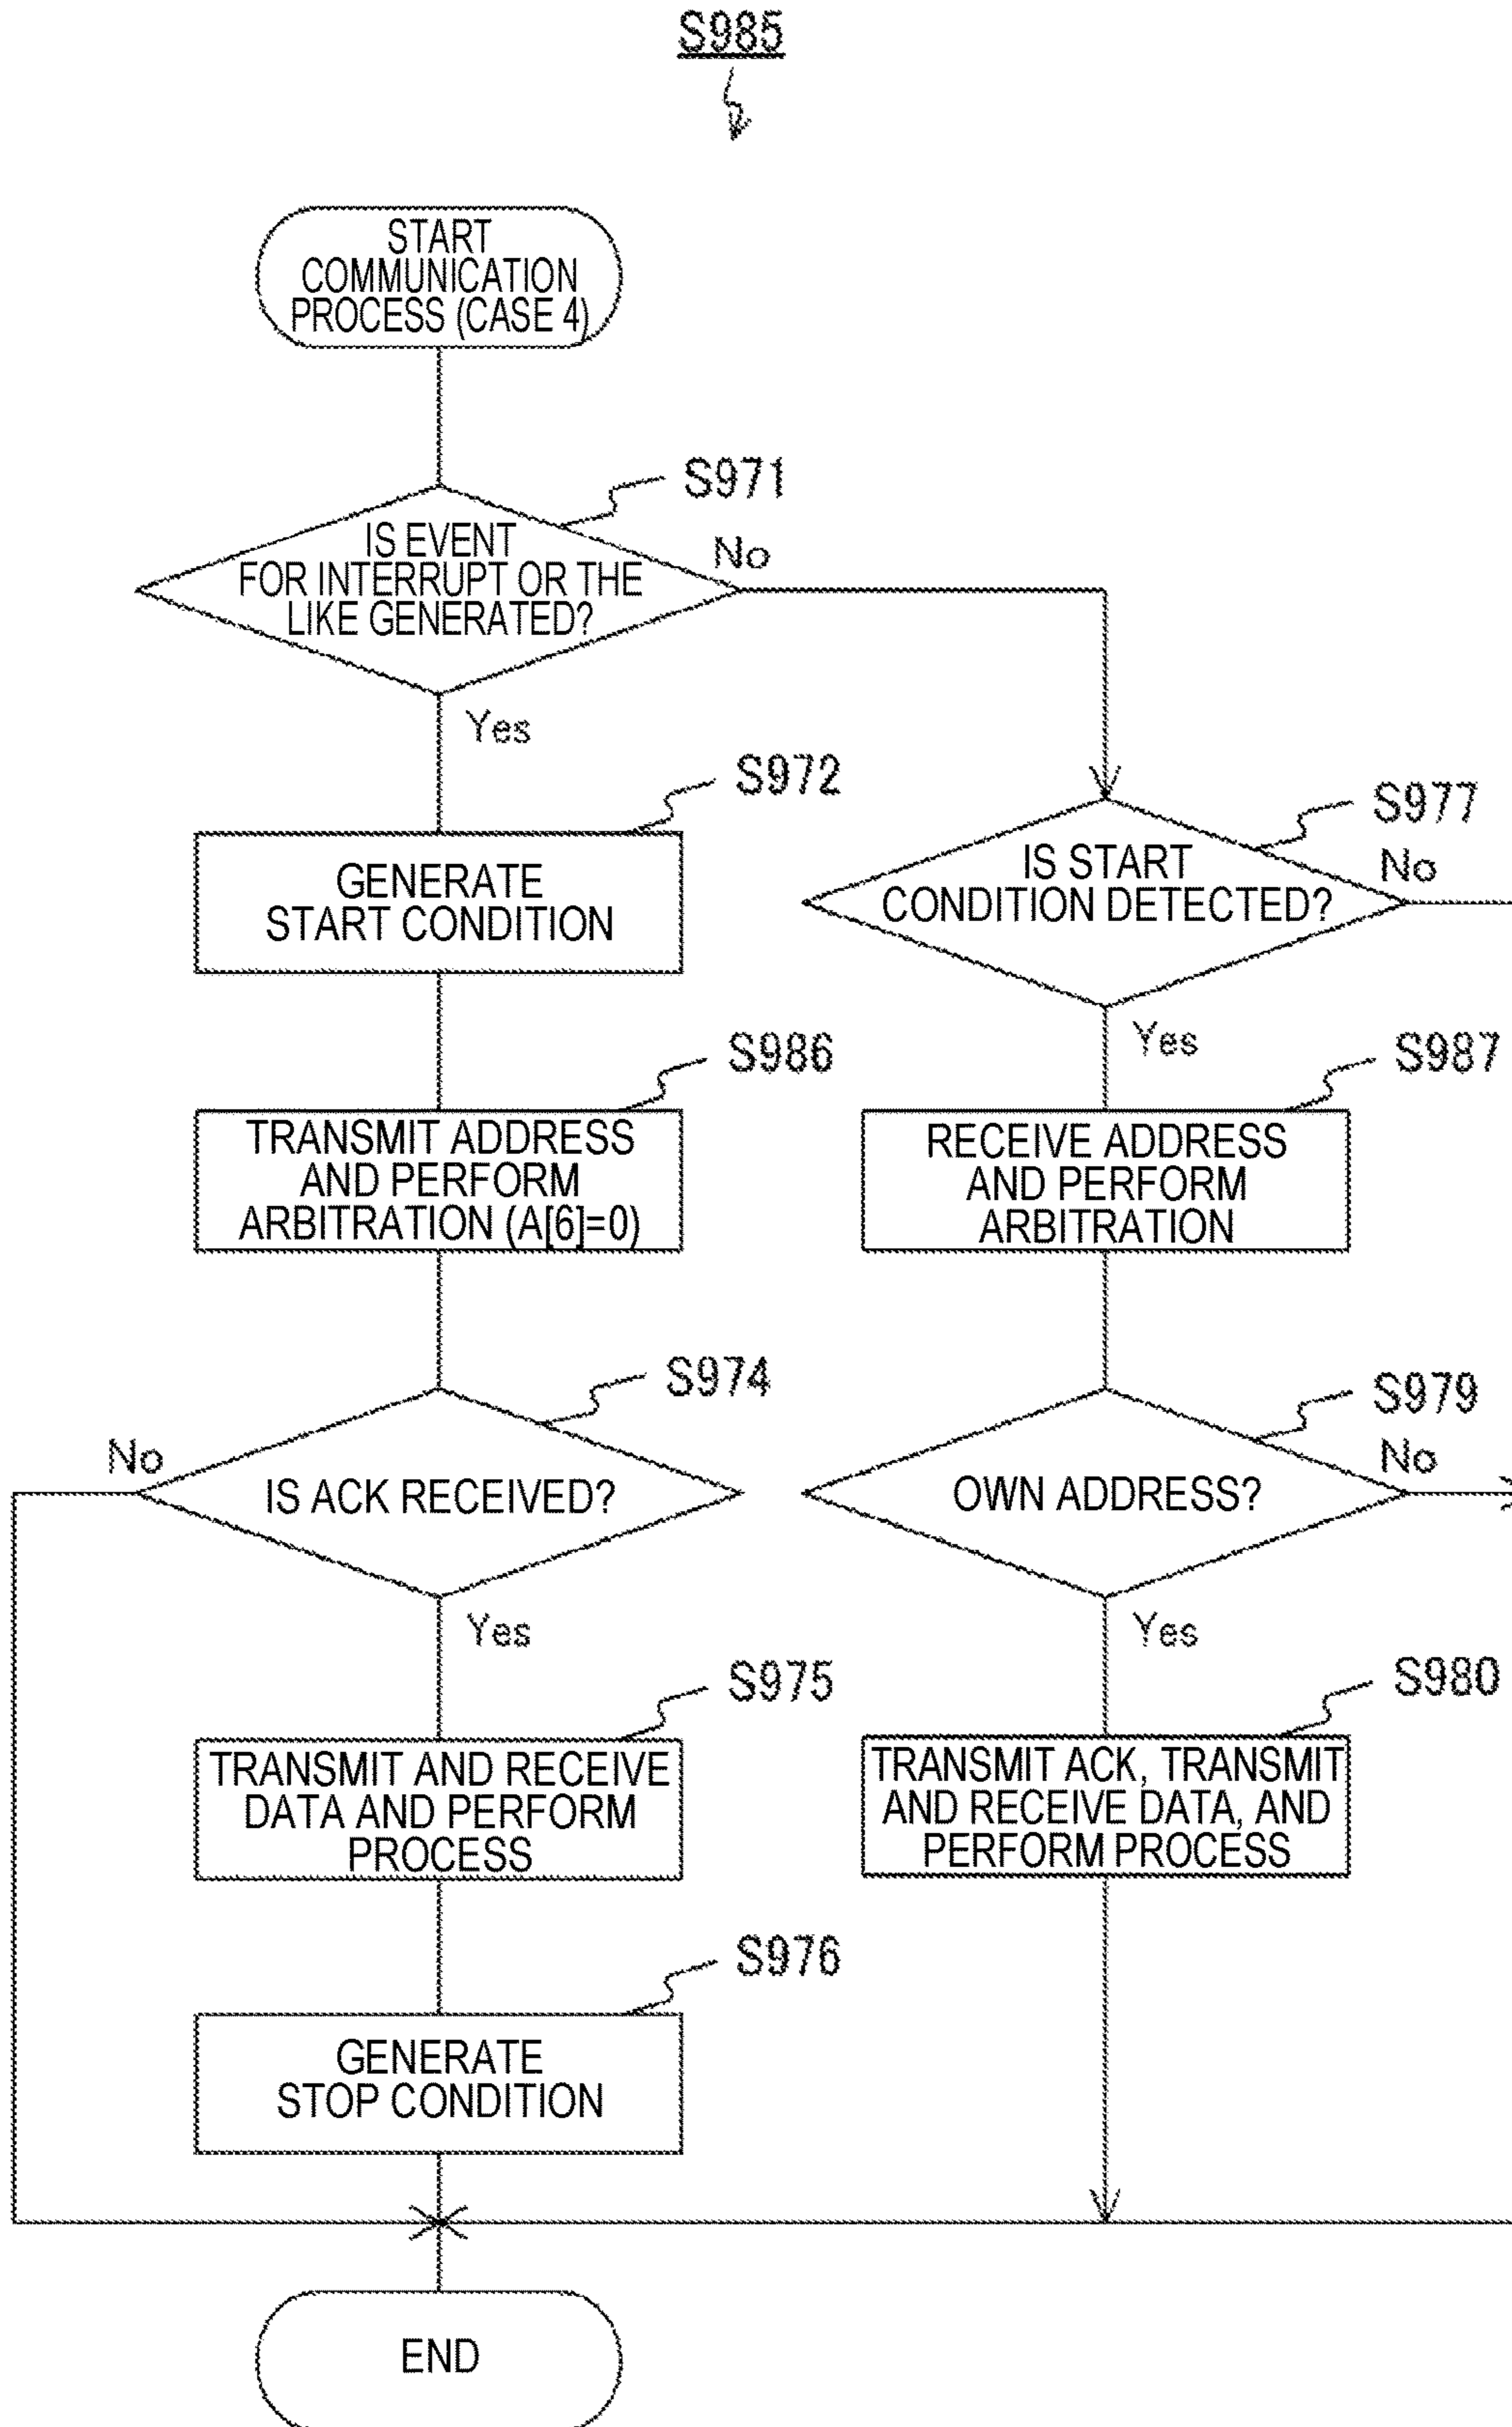 S985
START
COMMUNICATION
PROCESS (CASE 4)
S971
IS EVENT
FOR INTERRUPT OR THE
LIKE GENERATED?
No
Yes
S972
GENERATE
START CONDITION
S977
IS START
CONDITION DETECTED?
No
Yes
S986
TRANSMIT ADDRESS
AND PERFORM
ARBITRATION (A[6]=0)
S987
RECEIVE ADDRESS
AND PERFORM
ARBITRATION
S974
No
IS ACK RECEIVED?
Yes
S979
OWN ADDRESS?
No
Yes
S975
TRANSMIT AND RECEIVE
DATA AND PERFORM
PROCESS
S980
TRANSMIT ACK, TRANSMIT
AND RECEIVE DATA, AND
PERFORM PROCESS
S976
GENERATE
STOP CONDITION
END